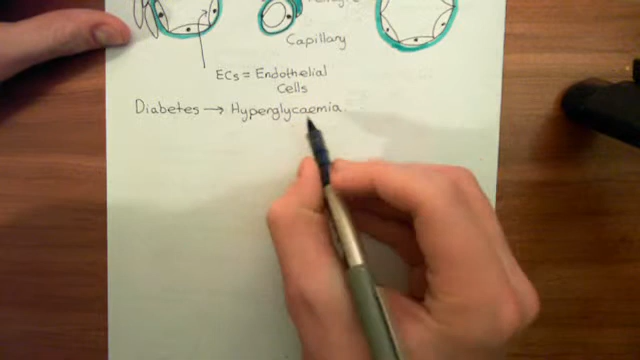 Capillary
ECs = Endothelial
Cells
Diabetes → Hyperglycaemia